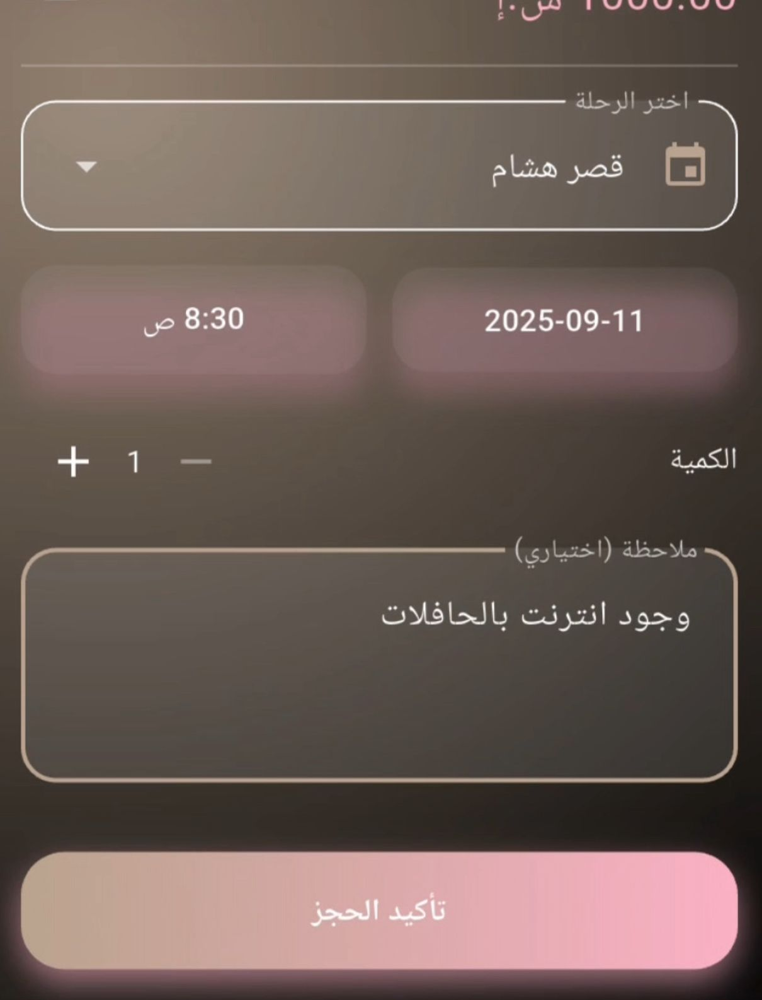 اختر الرحلة
قصر هشام
2025-09-11
8:30 ص
الكمية
1
ملاحظة (اختياري)
وجود انترنت بالحافلات
تأكيد الحجز